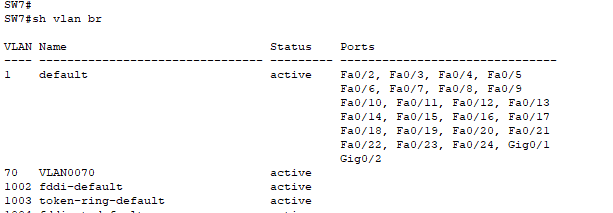 SW7#
SW7#sh vlan br
VLAN Name Status Ports
---- -------------------------------- --------- -------------------------------
1 default active Fa0/2, Fa0/3, Fa0/4, Fa0/5
Fa0/6, Fa0/7, Fa0/8, Fa0/9
Fa0/10, Fa0/11, Fa0/12, Fa0/13
Fa0/14, Fa0/15, Fa0/16, Fa0/17
Fa0/18, Fa0/19, Fa0/20, Fa0/21
Fa0/22, Fa0/23, Fa0/24, Gig0/1
Gig0/2
70 VLAN0070 active
1002 fddi-default active
1003 token-ring-default active